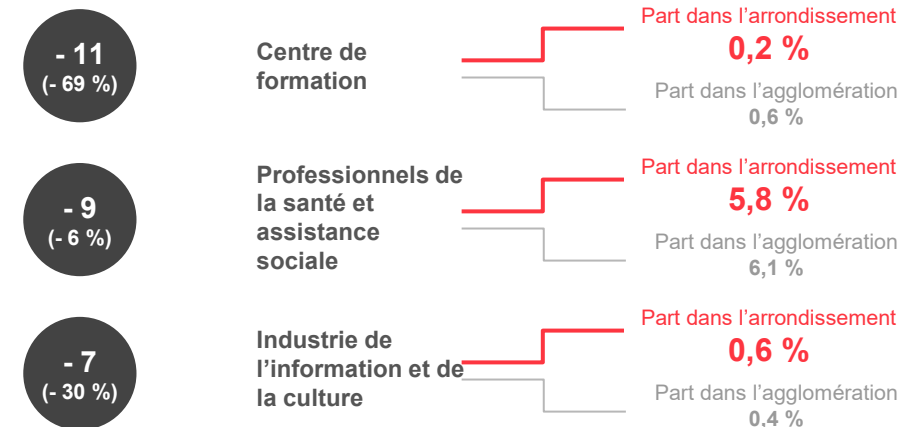 - 11
(- 69 %)
Centre de
formation
Part dans l'arrondissement
0,2 %
Part dans l'agglomération
0,6 %
- 9
(- 6 %)
Professionnels de
la santé et
assistance
sociale
Part dans l'arrondissement
5,8 %
Part dans l'agglomération
6,1 %
- 7
(- 30 %)
Industrie de
l'information et de
la culture
Part dans l'arrondissement
0,6 %
Part dans l'agglomération
0,4 %